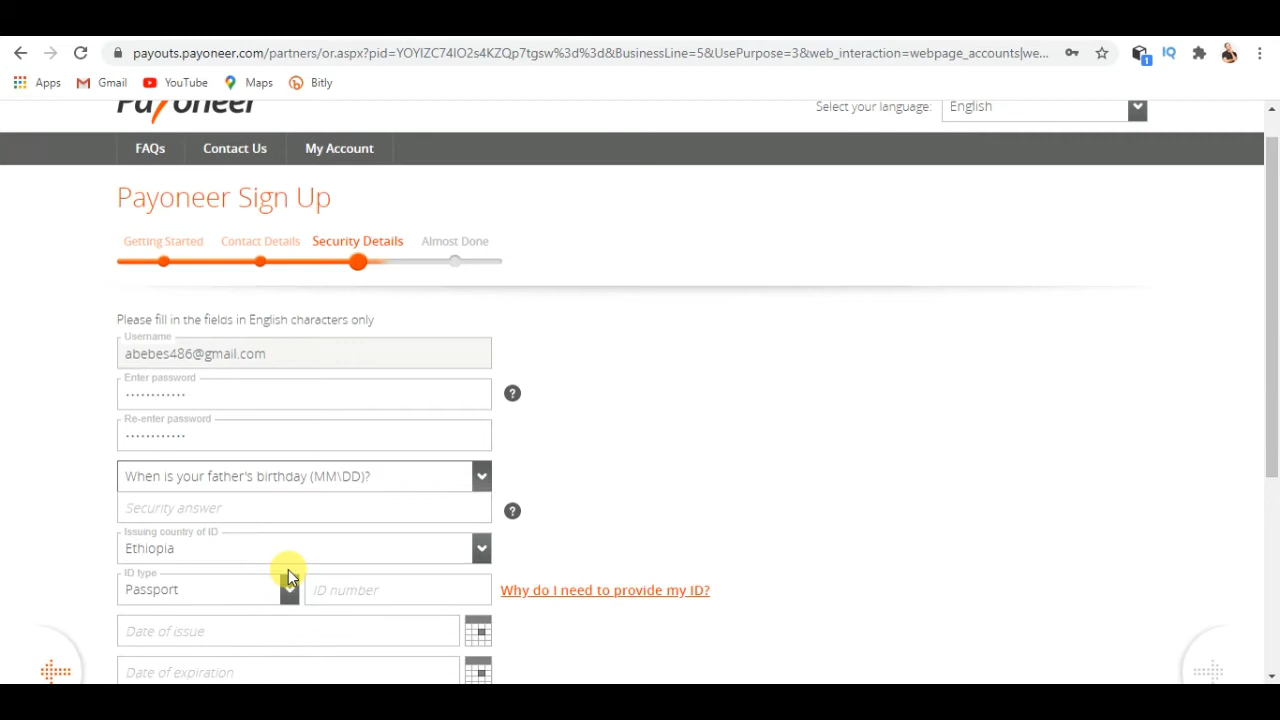 payouts.payoneer.com/partners/or.aspx?pid=YOYIZC74IO2s4KZQp7tgsw%3d%3d&BusinessLine=5&UsePurpose=3&web_interaction=webpage_accounts|we...
Apps Gmail YouTube Maps Bitly
Payoneer
Select your language: English
FAQs Contact Us My Account
Payoneer Sign Up
Getting Started Contact Details Security Details Almost Done
Please fill in the fields in English characters only
Username
abebes486@gmail.com
Enter password
............
?
Re-enter password
............
When is your father's birthday (MM\DD)?
Security answer
?
Issuing country of ID
Ethiopia
ID type
Passport ID number Why do I need to provide my ID?
Date of issue
Date of expiration